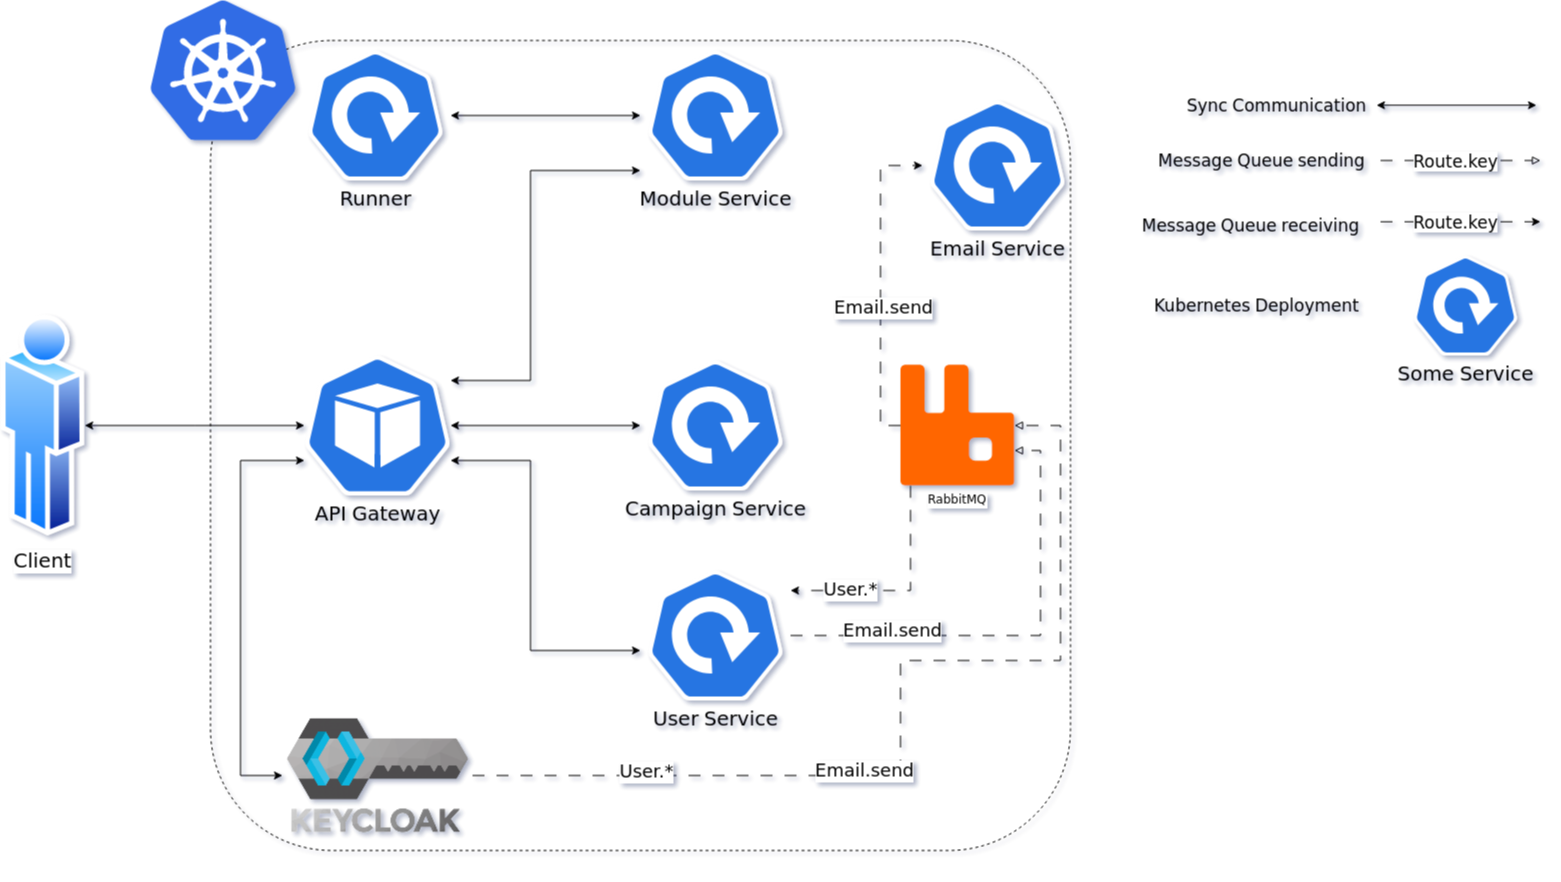 Runner
Module Service
Email Service
Email.send
Client
API Gateway
Campaign Service
RabbitMQ
User.*
Email.send
User Service
User.*
Email.send
KEYCLOAK
Sync Communication
Message Queue sending
Route.key
Message Queue receiving
Route.key
Kubernetes Deployment
Some Service